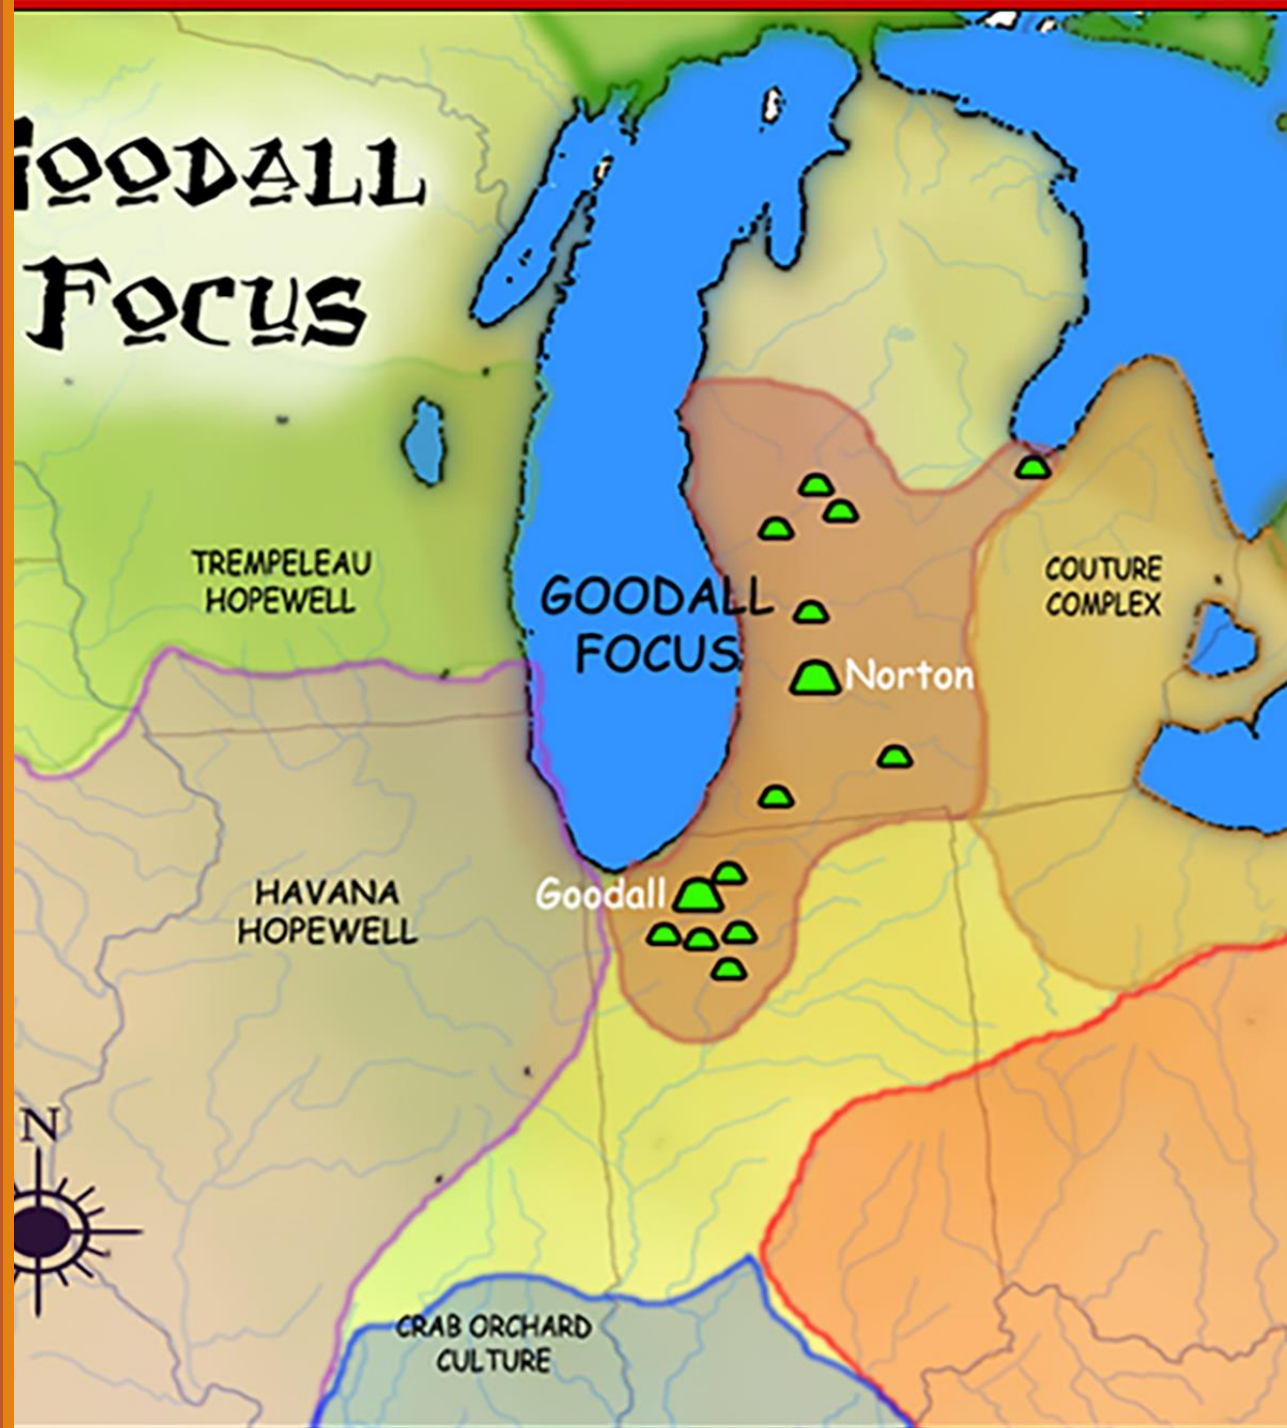 GOODALL
FOCUS
TREMPELEAU
HOPEWELL
GOODALL
FOCUS
COUTURE
COMPLEX
Norton
HAVANA
HOPEWELL
Goodall
N
CRAB ORCHARD
CULTURE